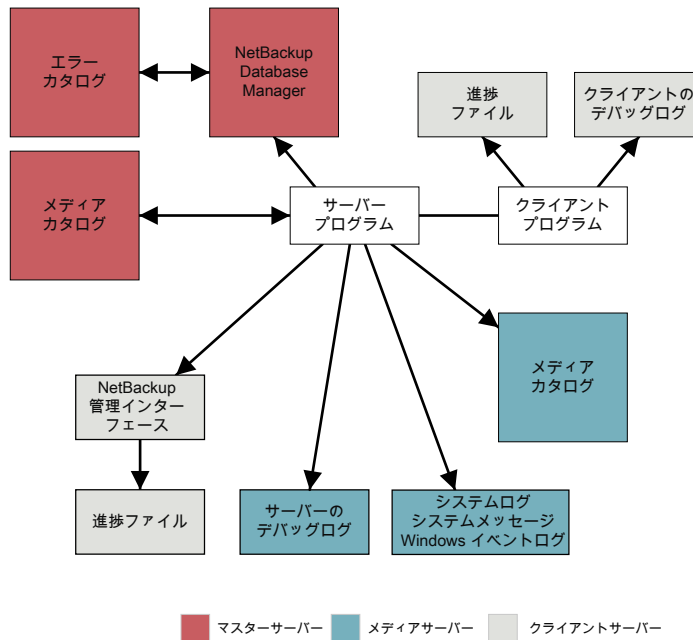 エラー
カタログ
NetBackup
Database
Manager
進捗
ファイル
クライアントの
デバッグログ
メディア
カタログ
サーバー
プログラム
クライアント
プログラム
メディア
カタログ
NetBackup
管理インター
フェース
進捗ファイル
サーバーの
デバッグログ
システムログ
システムメッセージ
Windows イベントログ
マスターサーバー
メディアサーバー
クライアントサーバー